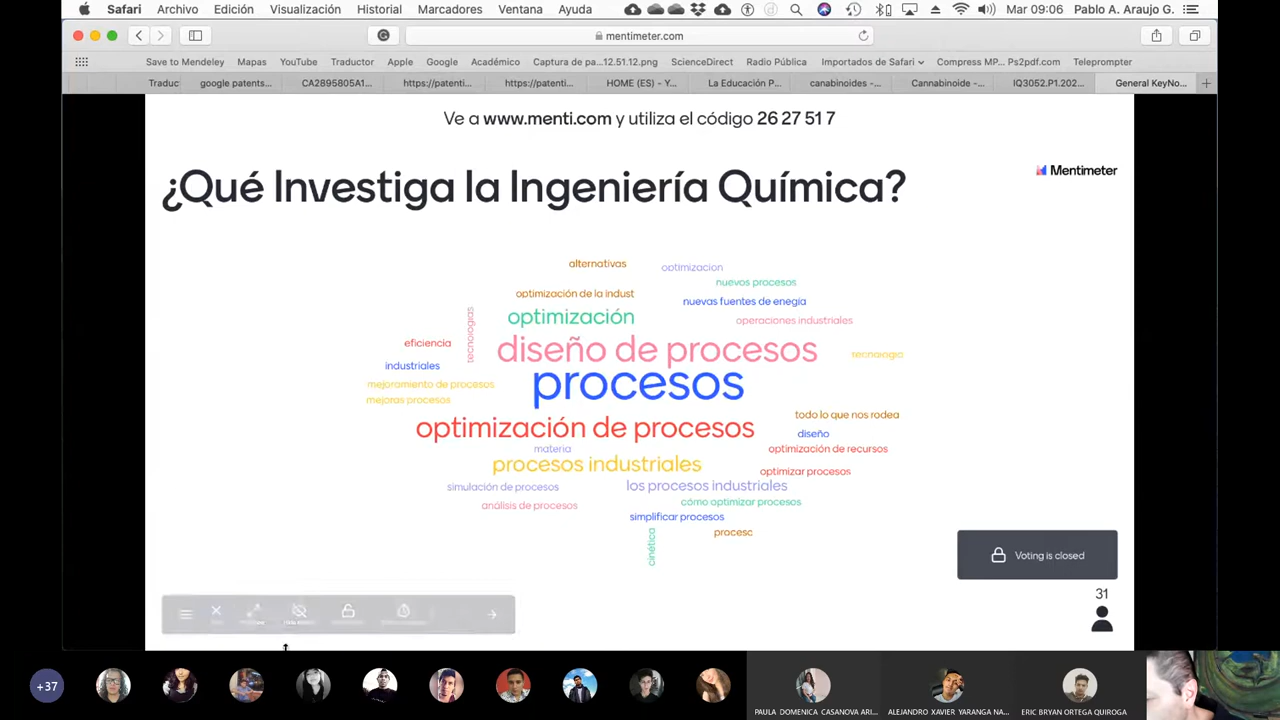 Safari Archivo Edición Visualización Historial Marcadores Ventana Ayuda Mar 09:06 Pablo A. Araujo G.
mentimeter.com
Save to Mendeley Mapas YouTube Traductor Apple Google Académico Captura de pa...12.51.12.png ScienceDirect Radio Pública Importados de Safari Compress MP... Ps2pdf.com Teleprompter
Traduc google patents... CA2895805A1... https://patenti... https://patenti... HOME (ES) – Y... La Educación P... canabinoides -... Cannabinoide -... IQ3052.P1.202... General KeyNo...
Ve a www.menti.com y utiliza el código 26 27 51 7
¿Qué Investiga la Ingeniería Química?
Mentimeter
alternativas
optimizacion
nuevos procesos
optimización de la indust
nuevas fuentes de enegia
optimización
operaciones industriales
tecnologias
eficiencia
diseño de procesos
tecnologia
industriales
procesos
mejoramiento de procesos
mejoras procesos
todo lo que nos rodea
optimización de procesos
diseño
materia
optimización de recursos
procesos industriales
optimizar procesos
simulación de procesos
los procesos industriales
análisis de procesos
cómo optimizar procesos
simplificar procesos
procesc
cinética
Voting is closed
31
+37
PAULA DOMENICA CASANOVA ARI...
ALEJANDRO XAVIER YARANGA NA...
ERIC BRYAN ORTEGA QUIROGA